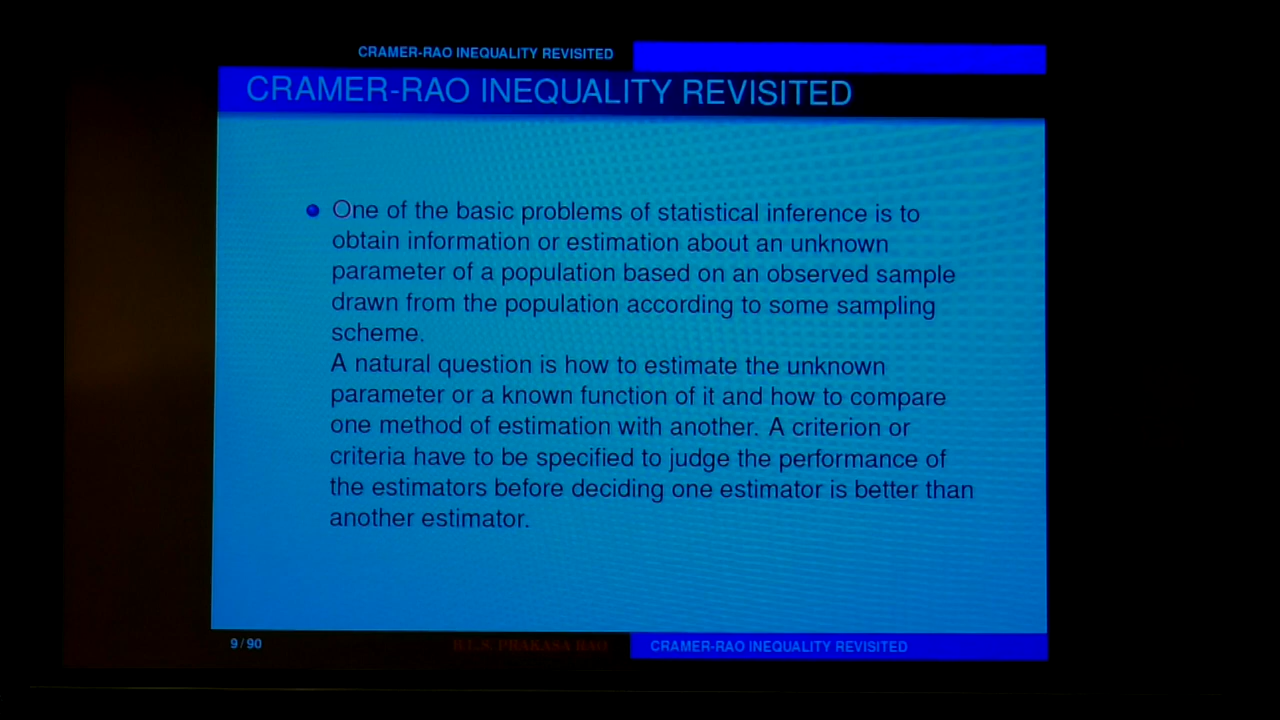 CRAMER-RAO INEQUALITY REVISITED
CRAMER-RAO INEQUALITY REVISITED
One of the basic problems of statistical inference is to
obtain information or estimation about an unknown
parameter of a population based on an observed sample
drawn from the population according to some sampling
scheme.
A natural question is how to estimate the unknown
parameter or a known function of it and how to compare
one method of estimation with another. A criterion or
criteria have to be specified to judge the performance of
the estimators before deciding one estimator is better than
another estimator.
9 / 90 B.L.S. PRAKASA RAO CRAMER-RAO INEQUALITY REVISITED